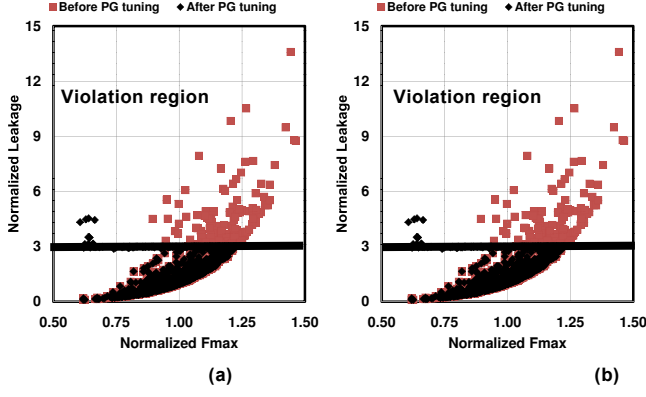 Before PG tuning After PG tuning
15
12
9
6
3
0
Normalized Leakage
Violation region
0.50 0.75 1.00 1.25 1.50
Normalized Fmax
(a)
Before PG tuning After PG tuning
15
12
9
6
3
0
Normalized Leakage
Violation region
0.50 0.75 1.00 1.25 1.50
Normalized Fmax
(b)